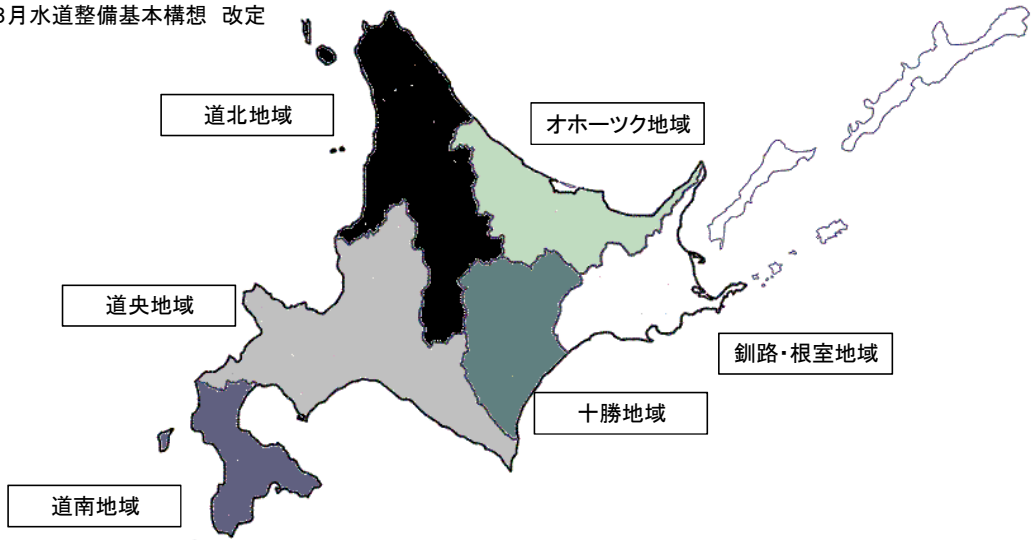 3月水道整備基本構想 改定
道北地域
オホーツク地域
道央地域
釧路・根室地域
十勝地域
道南地域